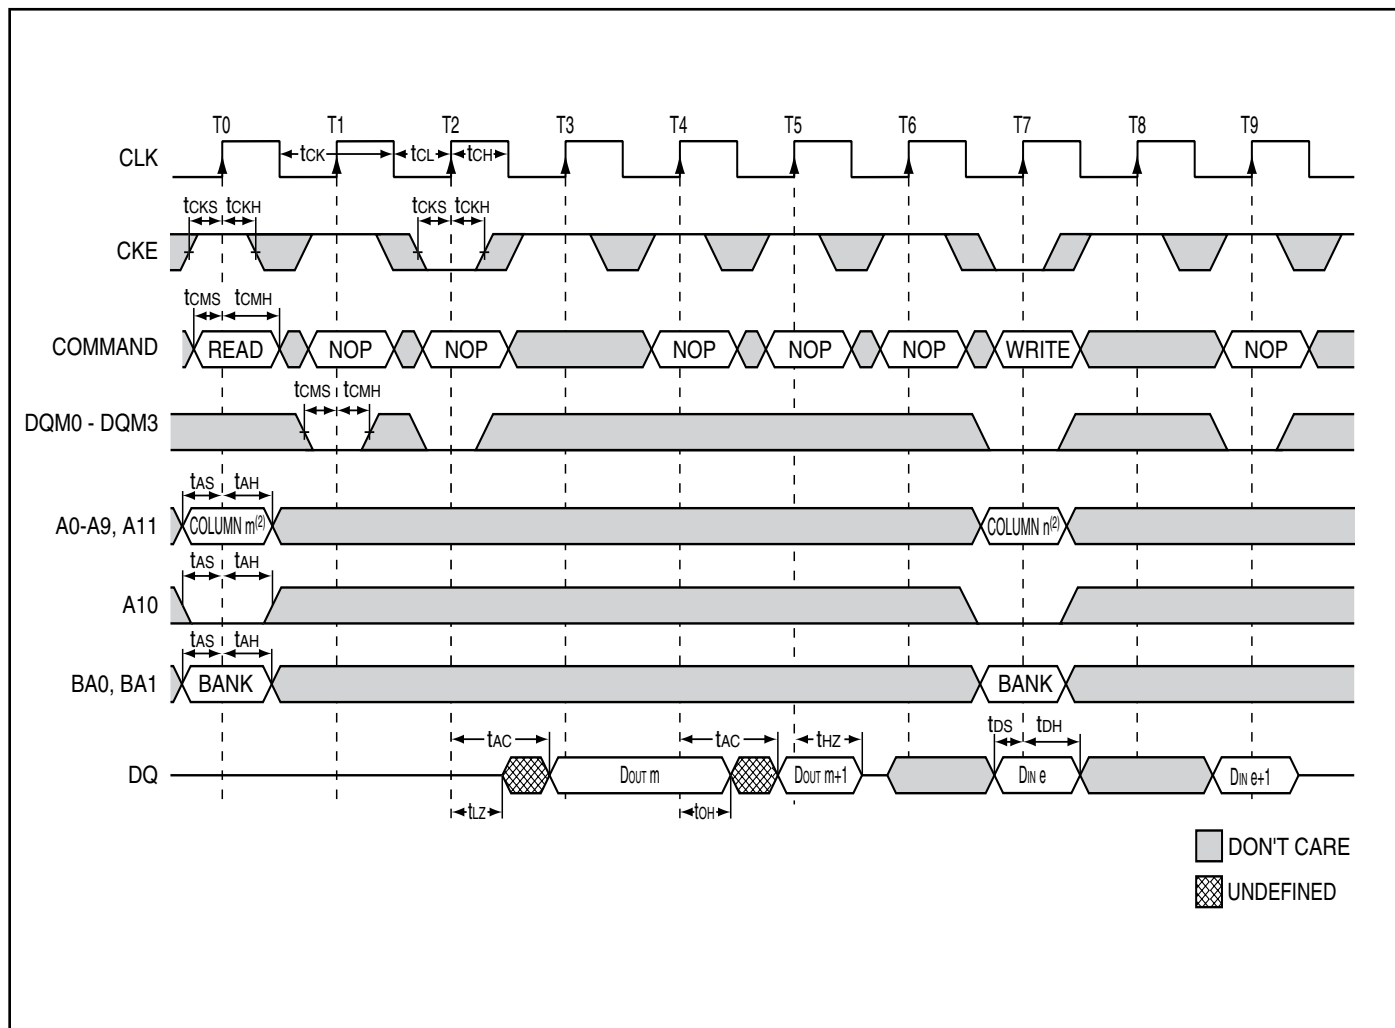 T0 T1 T2 T3 T4 T5 T6 T7 T8 T9
CLK tCK tCL tCH
tCKS tCKH tCKS tCKH
CKE
tCMS tCMH
COMMAND READ NOP NOP NOP NOP NOP WRITE NOP
tCMS tCMH
DQM0 - DQM3
tAS tAH
A0-A9, A11 COLUMN m(2) COLUMN n(2)
tAS tAH
A10
tAS tAH
BA0, BA1 BANK BANK
tAC tAC tHZ tDS tDH
DQ DOUT m DOUT m+1 DIN e DIN e+1
tLZ tOH
DON'T CARE
UNDEFINED